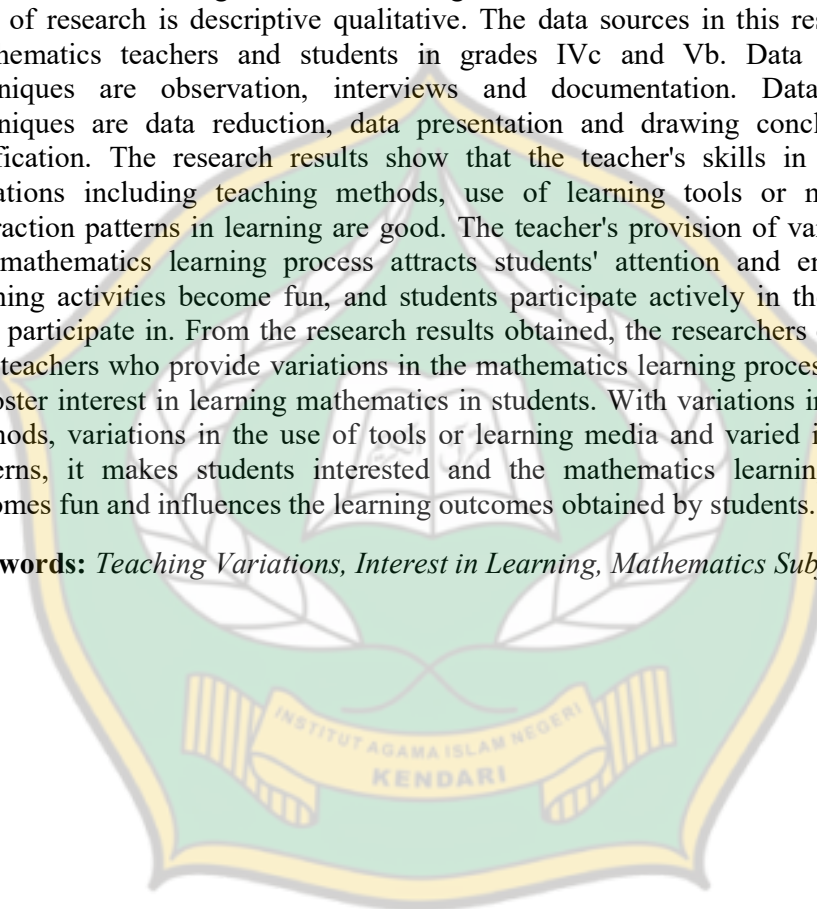 of research is descriptive qualitative. The data sources in this res
hematics teachers and students in grades IVc and Vb. Data
niques are observation, interviews and documentation. Data
niques are data reduction, data presentation and drawing concl
fication. The research results show that the teacher's skills in
ations including teaching methods, use of learning tools or m
raction patterns in learning are good. The teacher's provision of va
mathematics learning process attracts students' attention and e
ning activities become fun, and students participate actively in the
participate in. From the research results obtained, the researchers
teachers who provide variations in the mathematics learning proces
oster interest in learning mathematics in students. With variations i
hods, variations in the use of tools or learning media and varied i
erns, it makes students interested and the mathematics learnin
omes fun and influences the learning outcomes obtained by students.
words: Teaching Variations, Interest in Learning, Mathematics Sub
INSTITUT AGAMA ISLAM NEGERI
KENDARI